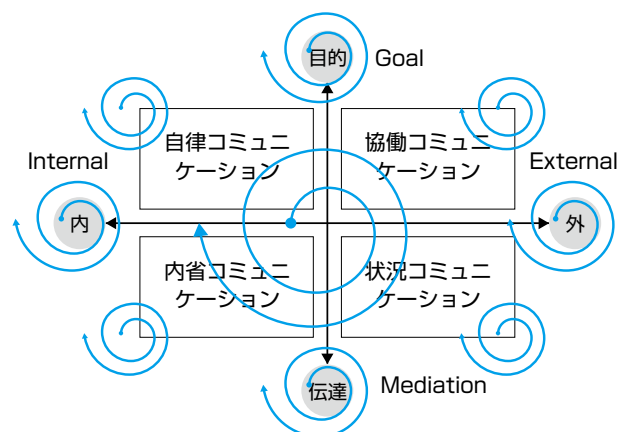 目的 Goal
自律コミュニ
ケーション
協働コミュニ
ケーション
Internal
External
内
外
内省コミュニ
ケーション
状況コミュニ
ケーション
伝達 Mediation